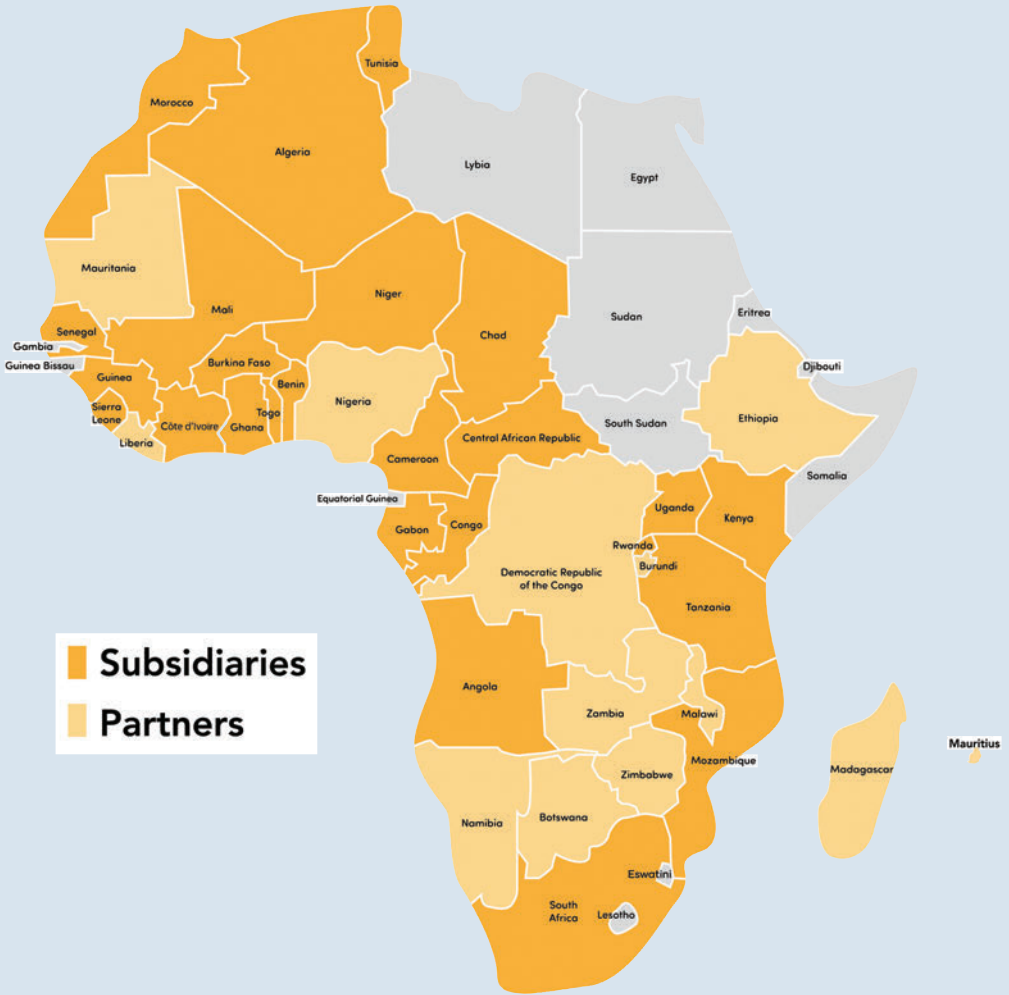 Tunisia
Morocco
Algeria
Lybia
Egypt
Mauritania
Niger
Mali
Chad
Sudan
Eritrea
Senegal
Gambia
Guinea Bissau
Burkina Faso
Djibouti
Guinea
Benin
Nigeria
Sierra
Leone
Togo
Ethiopia
Côte d'Ivoire
Ghana
South Sudan
Liberia
Central African Republic
Cameroon
Somalia
Equatorial Guinea
Uganda
Kenya
Congo
Gabon
Rwanda
Burundi
Democratic Republic
of the Congo
Tanzania
Subsidiaries
Partners
Angola
Zambia
Malawi
Mauritius
Mozambique
Madagascar
Zimbabwe
Botswana
Namibia
Eswatini
South
Africa
Lesotho